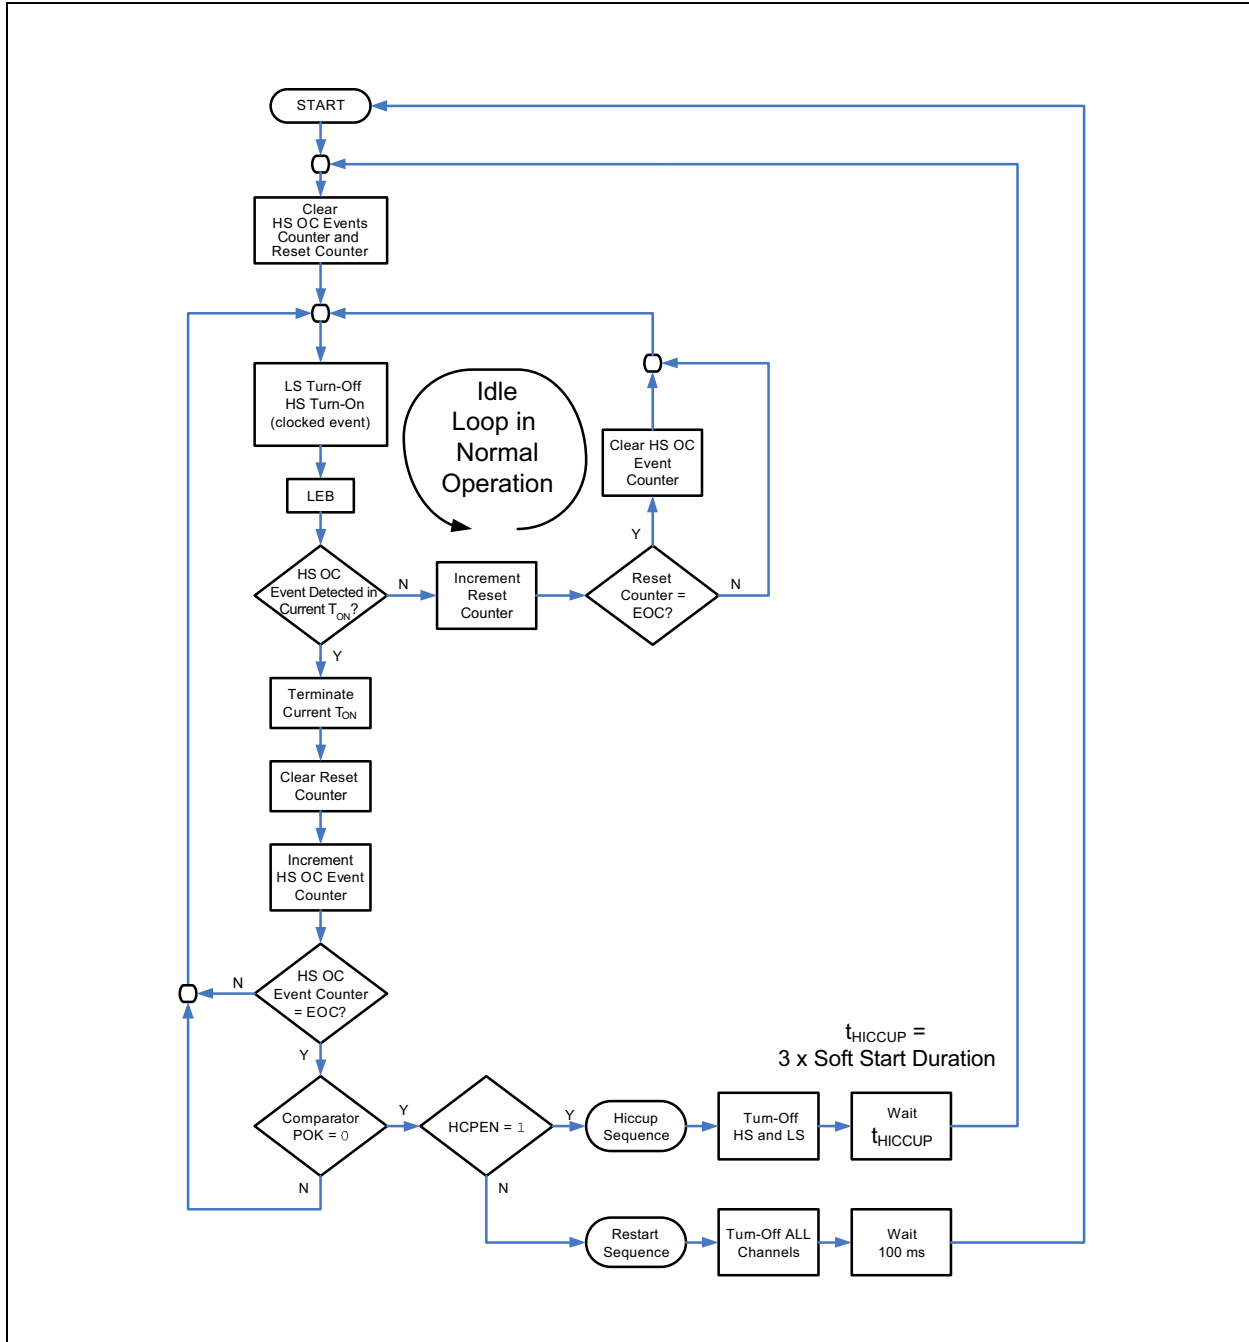 START
Clear
HS OC Events
Counter and
Reset Counter
LS Turn-Off
HS Turn-On
(clocked event)
Idle
Loop in
Normal
Operation
Clear HS OC
Event
Counter
LEB
Y
HS OC
Event Detected in
Current TON?
N
Increment
Reset
Counter
Reset
Counter =
EOC?
N
Y
Terminate
Current TON
Clear Reset
Counter
Increment
HS OC Event
Counter
HS OC
Event Counter
= EOC?
N
Y
tHICCUP =
3 x Soft Start Duration
Comparator
POK = 0
Y
HCPEN = 1
Y
Hiccup
Sequence
Turn-Off
HS and LS
Wait
tHICCUP
N
N
Restart
Sequence
Turn-Off ALL
Channels
Wait
100 ms